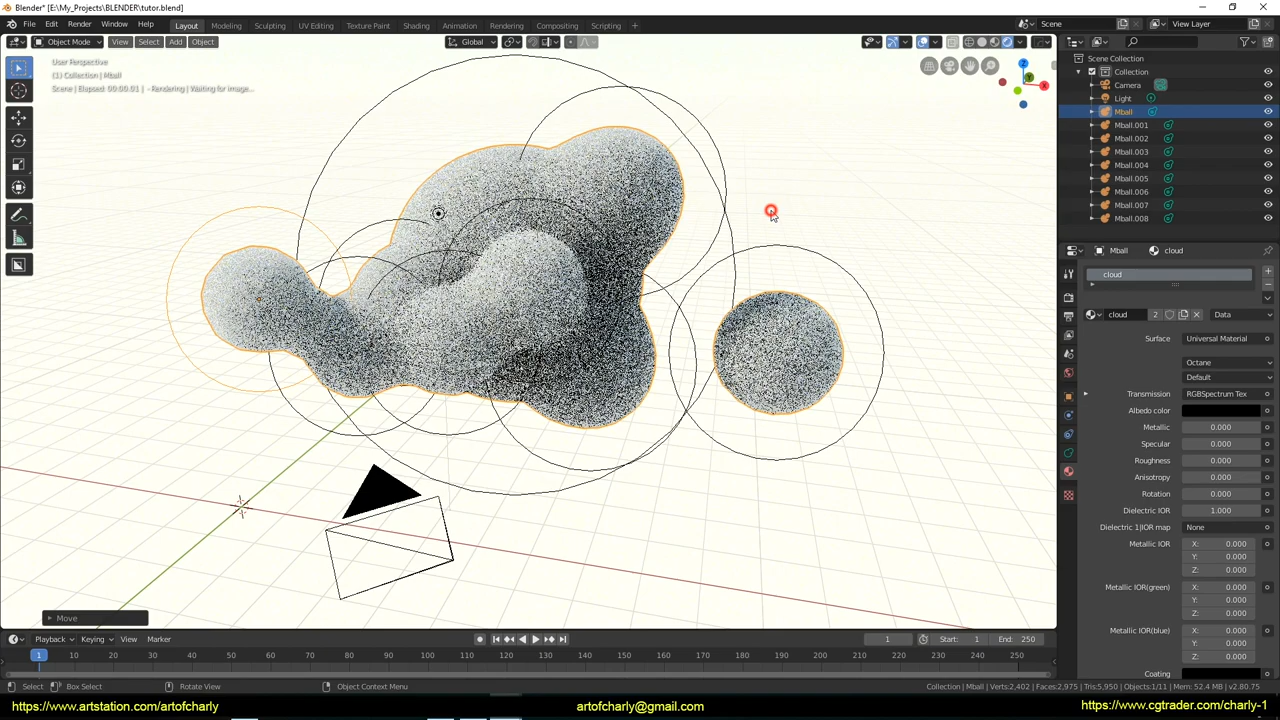 Blender* [E:\My_Projects\BLENDER\tutor.blend]
File Edit Render Window Help Layout Modeling Sculpting UV Editing Texture Paint Shading Animation Rendering Compositing Scripting + Scene View Layer
Object Mode View Select Add Object Global
User Perspective
(1) Collection | Mball
Scene | Elapsed: 00:00.01 | - Rendering | Waiting for image...
Z
Y
X
Scene Collection
Collection
Camera
Light
Mball
Mball.001
Mball.002
Mball.003
Mball.004
Mball.005
Mball.006
Mball.007
Mball.008
Mball cloud
cloud
cloud 2 Data
Surface Universal Material
Octane
Default
Transmission RGBSpectrum Tex
Albedo color
Metallic 0.000
Specular 0.000
Roughness 0.000
Anisotropy 0.000
Rotation 0.000
Dielectric IOR 1.000
Dielectric 1|IOR map None
Metallic IOR X: 0.000
Y: 0.000
Z: 0.000
Metallic IOR(green) X: 0.000
Y: 0.000
Z: 0.000
Metallic IOR(blue) X: 0.000
Y: 0.000
Z: 0.000
Coating
Move
Playback Keying View Marker 1 Start: 1 End: 250
1 10 20 30 40 50 60 70 80 90 100 110 120 130 140 150 160 170 180 190 200 210 220 230 240 250
Select Box Select Rotate View Object Context Menu Collection | Mball | Verts:2,402 | Faces:2,975 | Tris:5,950 | Objects:1/11 | Mem: 52.4 MB | v2.80.75
https://www.artstation.com/artofcharly artofcharly@gmail.com https://www.cgtrader.com/charly-1